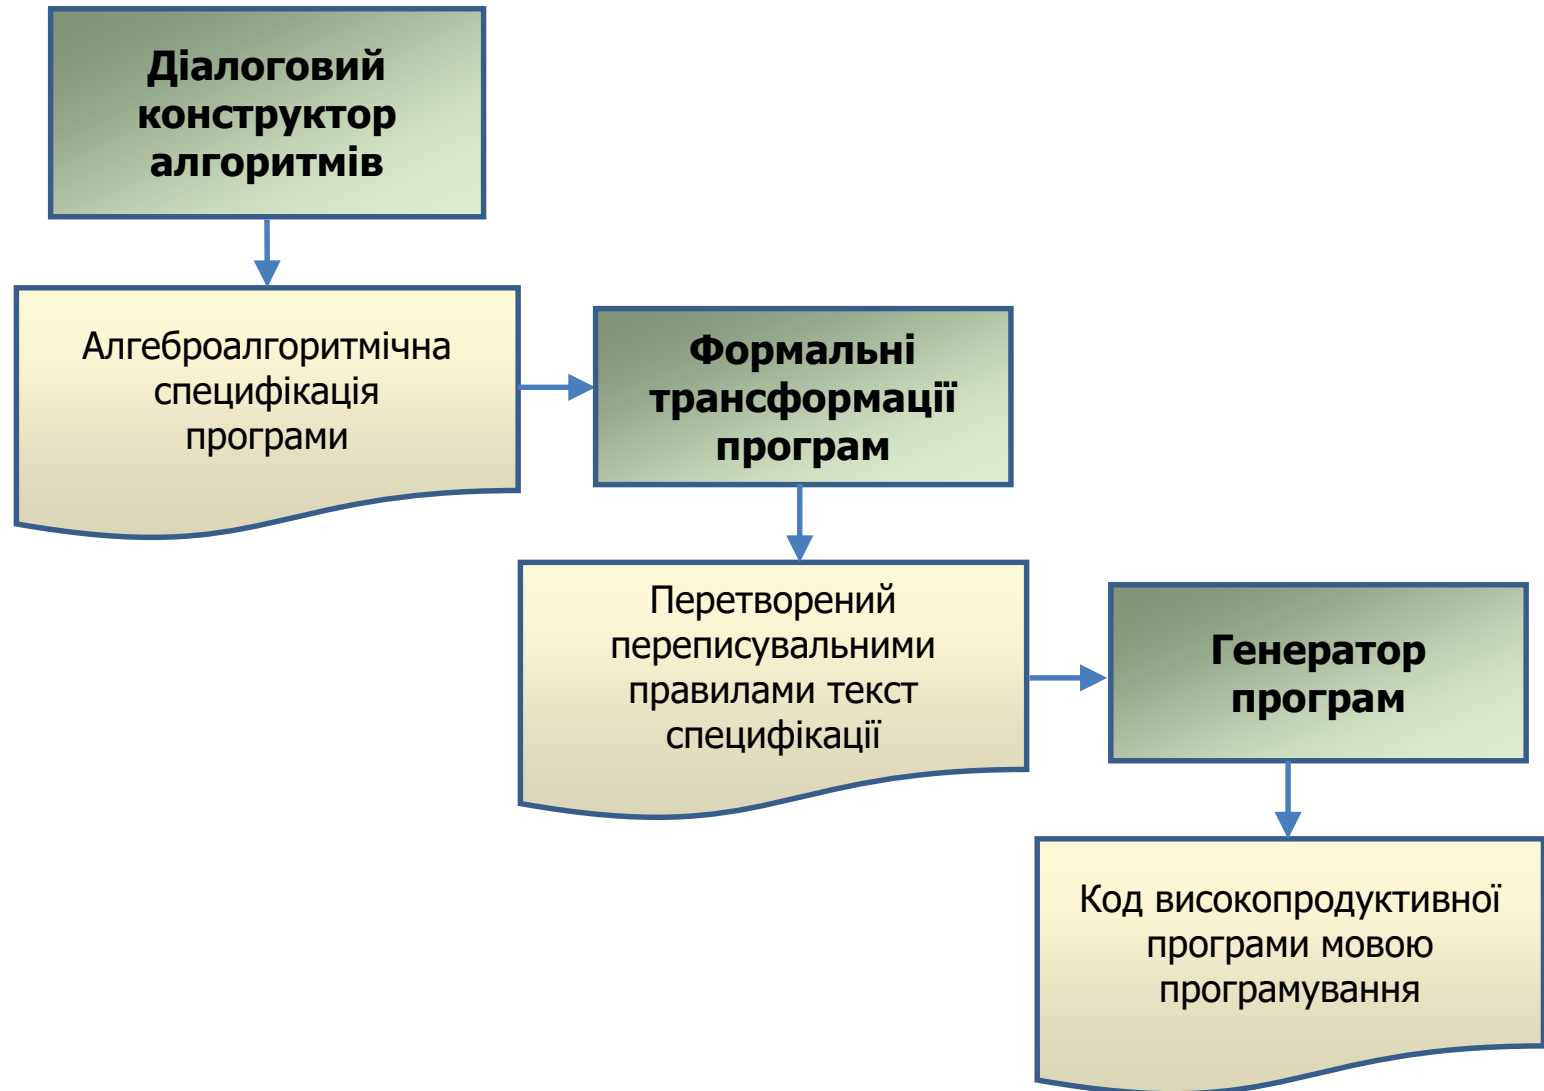 Діалоговий
конструктор
алгоритмів
Алгеброалгоритмічна
специфікація
програми
Формальні
трансформації
програм
Перетворений
переписувальними
правилами текст
специфікації
Генератор
програм
Код високопродуктивної
програми мовою
програмування